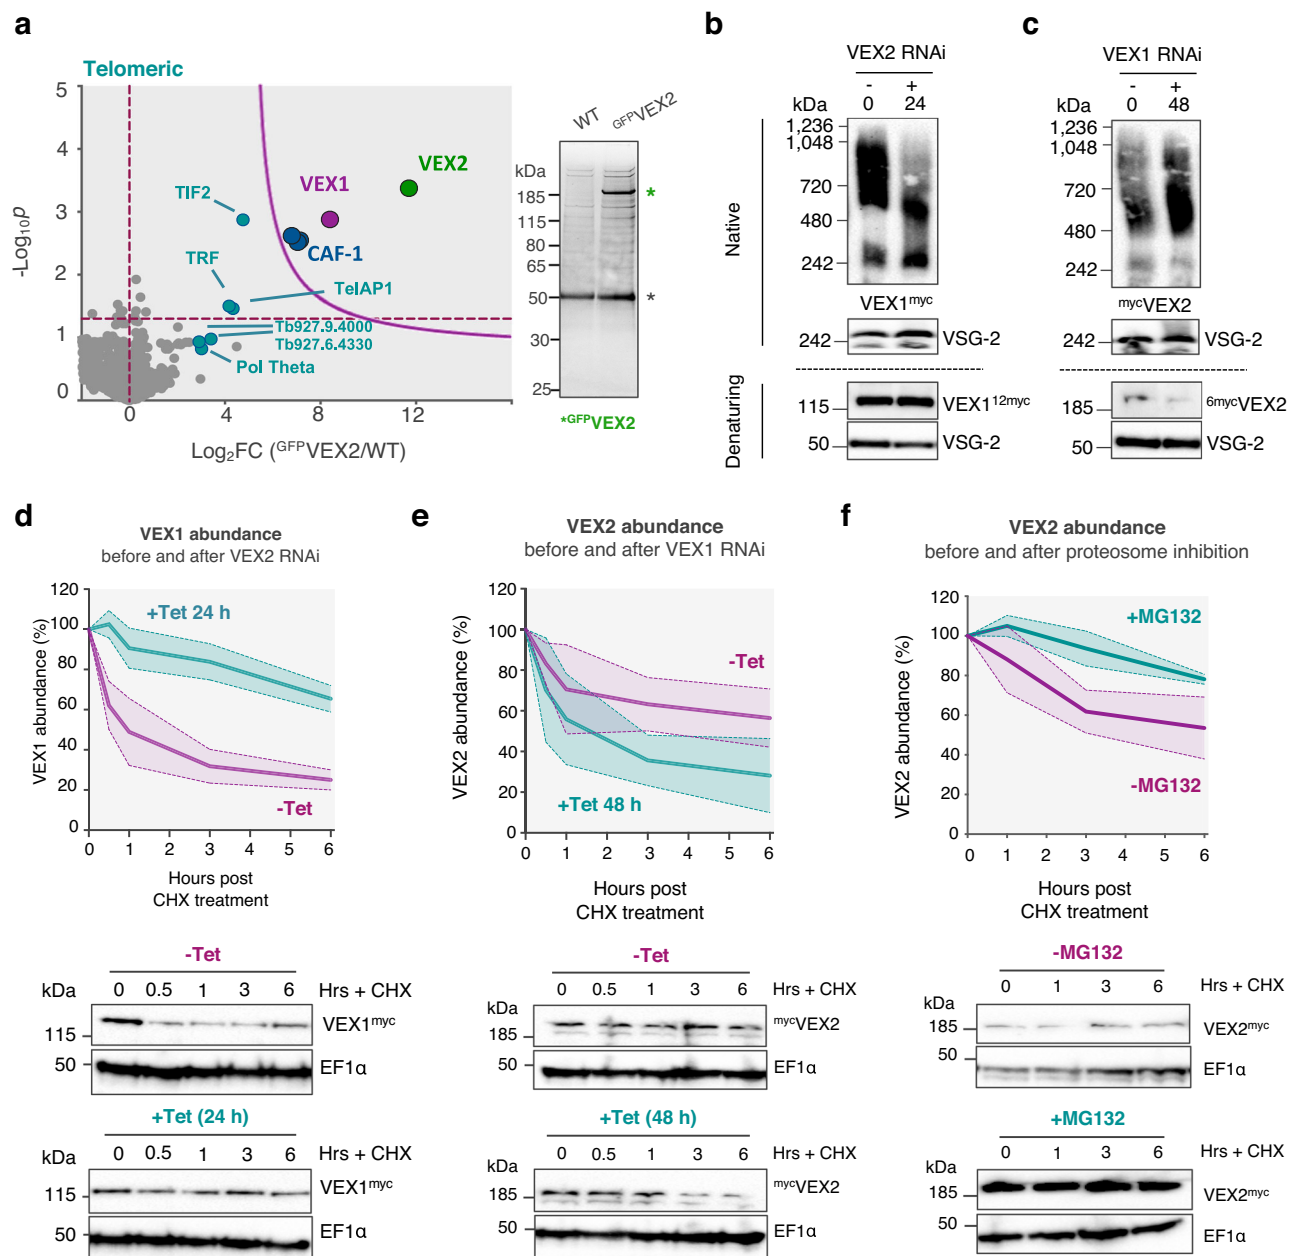 a
Telomeric
5
4
3
2
1
0
-Log10p
TIF2
TRF
VEX1
VEX2
CAF-1
TelAP1
Tb927.9.4000
Tb927.6.4330
Pol Theta
0
4
8
12
Log2FC (GFPVEX2/WT)
WT
GFPVEX2
kDa
185
115
80
65
50
30
25
*
*
*GFPVEX2
b
VEX2 RNAi
- +
kDa 0 24
1,236
1,048
720
480
242
Native
VEX1myc
242
VSG-2
Denaturing
115
VEX112myc
50
VSG-2
c
VEX1 RNAi
- +
kDa 0 48
1,236
1,048
720
480
242
mycVEX2
242
VSG-2
185
6mycVEX2
50
VSG-2
d
VEX1 abundance
before and after VEX2 RNAi
120
100
80
60
40
20
0
VEX1 abundance (%)
+Tet 24 h
-Tet
0 1 2 3 4 5 6
Hours post
CHX treatment
-Tet
kDa 0 0.5 1 3 6 Hrs + CHX
115
VEX1myc
50
EF1α
+Tet (24 h)
kDa 0 0.5 1 3 6 Hrs + CHX
115
VEX1myc
50
EF1α
e
VEX2 abundance
before and after VEX1 RNAi
120
100
80
60
40
20
0
VEX2 abundance (%)
-Tet
+Tet 48 h
0 1 2 3 4 5 6
Hours post
CHX treatment
-Tet
kDa 0 0.5 1 3 6 Hrs + CHX
185
mycVEX2
50
EF1α
+Tet (48 h)
kDa 0 0.5 1 3 6 Hrs + CHX
185
mycVEX2
50
EF1α
f
VEX2 abundance
before and after proteosome inhibition
120
100
80
60
40
20
0
VEX2 abundance (%)
+MG132
-MG132
0 1 2 3 4 5 6
Hours post
CHX treatment
-MG132
0 1 3 6 Hrs + CHX
kDa
185
VEX2myc
50
EF1α
+MG132
0 1 3 6 Hrs + CHX
kDa
185
VEX2myc
50
EF1α